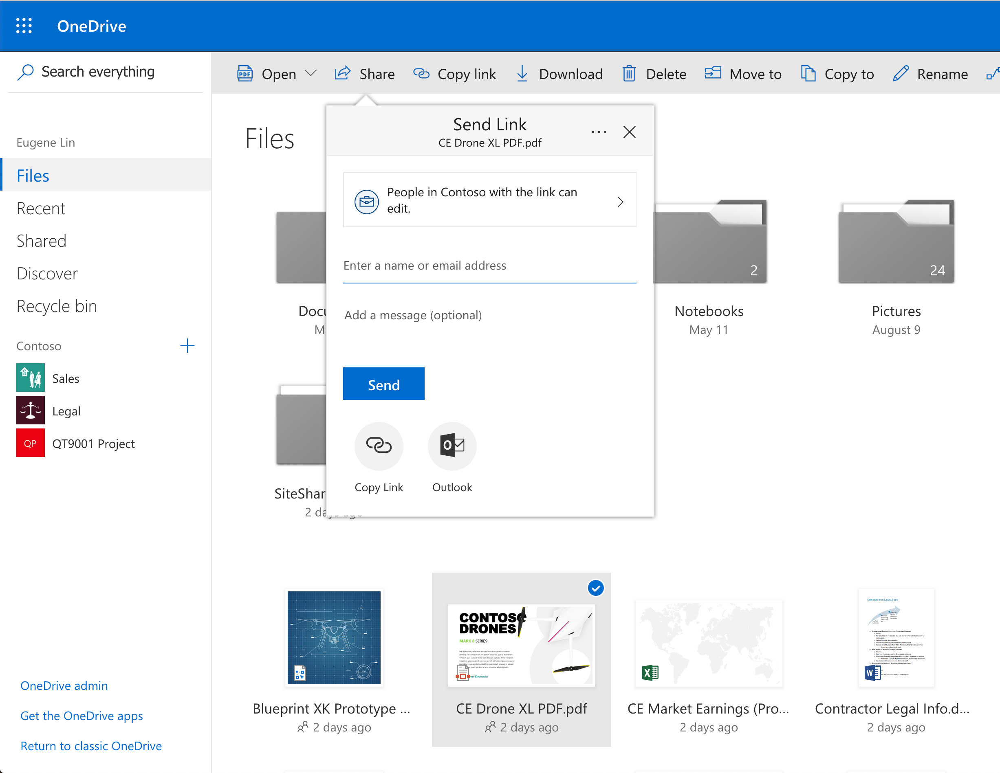 OneDrive
Search everything
Open
Share
Copy link
Download
Delete
Move to
Copy to
Rename
Eugene Lin
Files
Recent
Shared
Discover
Recycle bin
Contoso
Sales
Legal
QP
QT9001 Project
OneDrive admin
Get the OneDrive apps
Return to classic OneDrive
Files
Send Link
CE Drone XL PDF.pdf
People in Contoso with the link can
edit.
Enter a name or email address
Add a message (optional)
Send
Copy Link
Outlook
2
Notebooks
May 11
24
Pictures
August 9
2 days ago
CONTOSO
DRONES
MARK 8 SERIES
CONTRACTOR LEGAL INFO
Blueprint XK Prototype ...
2 days ago
CE Drone XL PDF.pdf
2 days ago
CE Market Earnings (Pro...
2 days ago
Contractor Legal Info.d...
2 days ago